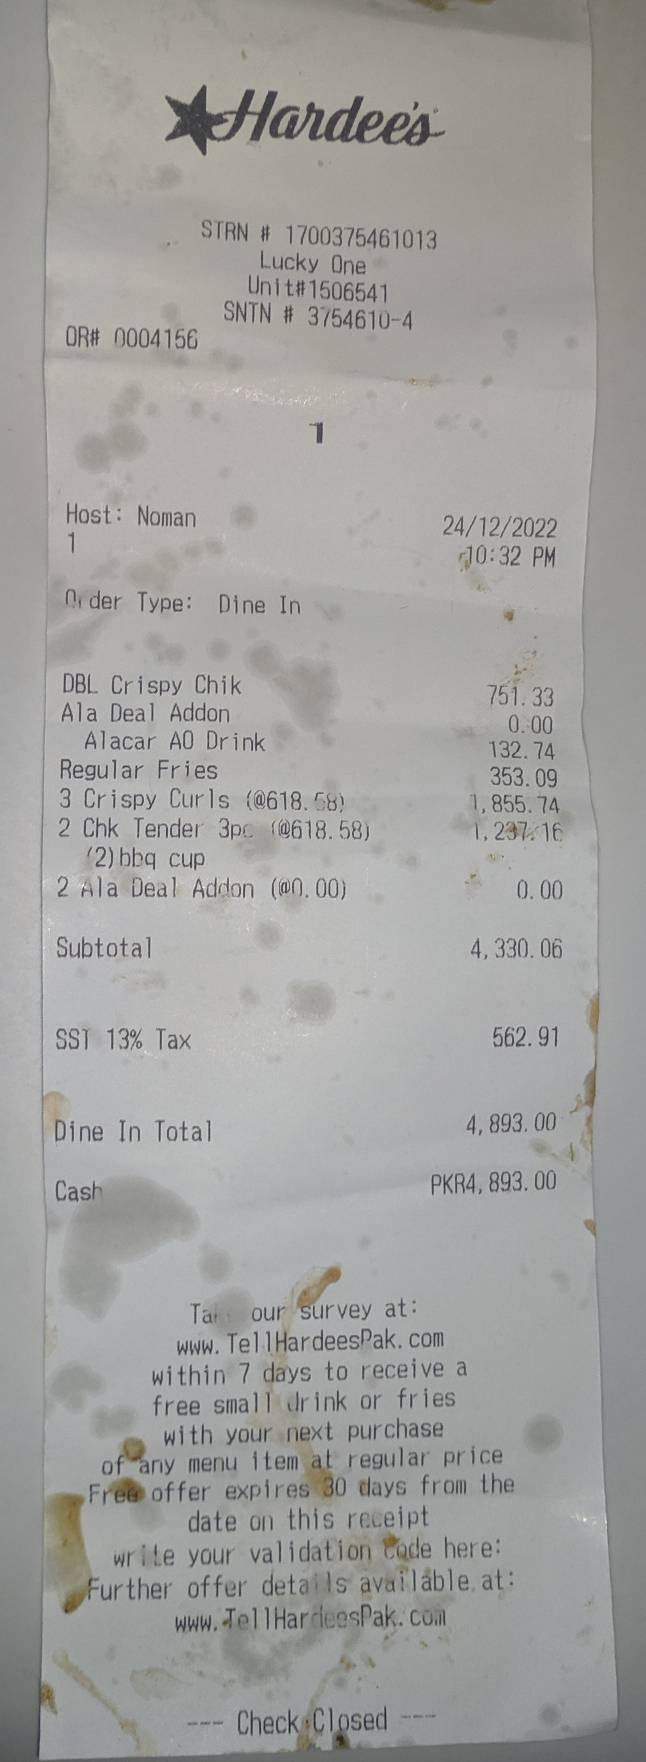 Hardee's
STRN # 1700375461013
Lucky One
Unit#1506541
SNTN # 3754610-4
OR# 0004156
1
Host: Noman
24/12/2022
1
10:32 PM
Order Type: Dine In
DBL Crispy Chik 751.33
Ala Deal Addon 0.00
Alacar AO Drink 132.74
Regular Fries 353.09
3 Crispy Curls (@618.58) 1,855.74
2 Chk Tender 3pc (@618.58) 1,237.16
(2)bbq cup
2 Ala Deal Addon (@0.00) 0.00
Subtotal 4,330.06
SST 13% Tax 562.91
Dine In Total 4,893.00
Cash PKR4,893.00
our survey at:
www.TellHardeesPak.com
within 7 days to receive a
free small drink or fries
with your next purchase
of any menu item at regular price
Free offer expires 30 days from the
date on this receipt
write your validation code here:
Further offer details available at:
www.TellHardeesPak.com
--- Check Closed ---